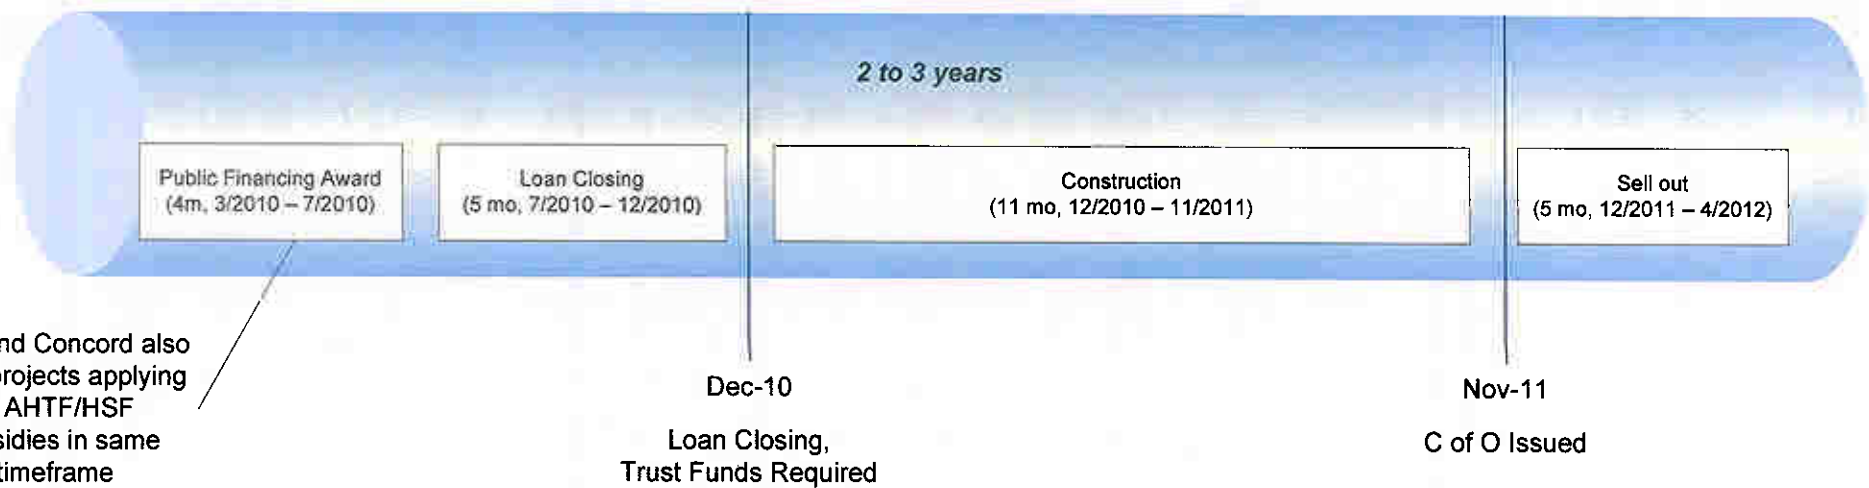 2 to 3 years
Public Financing Award
(4m, 3/2010 – 7/2010)
Loan Closing
(5 mo, 7/2010 – 12/2010)
Construction
(11 mo, 12/2010 – 11/2011)
Sell out
(5 mo, 12/2011 – 4/2012)
Concord also
projects applying
AHTF/HSF
in same
timeframe
Dec-10
Loan Closing,
Trust Funds Required
Nov-11
C of O Issued